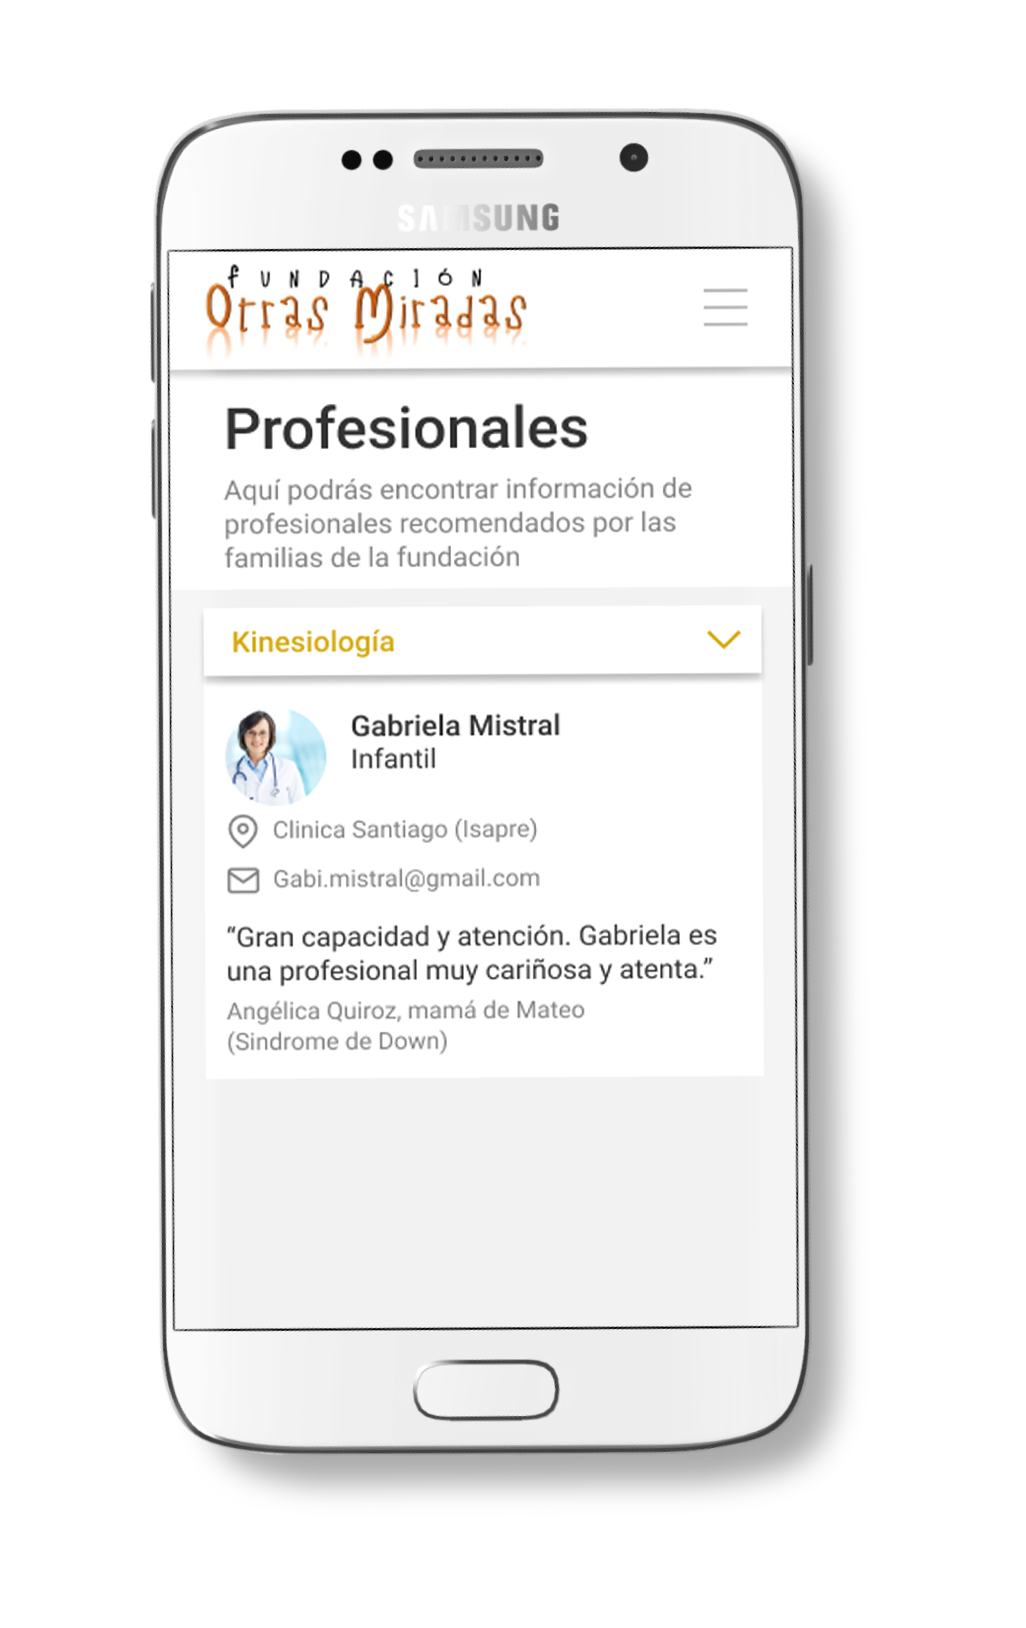 SAMSUNG
FUNDACIÓN
Otras Miradas
Profesionales
Aquí podrás encontrar información de
profesionales recomendados por las
familias de la fundación
Kinesiología
Gabriela Mistral
Infantil
Clinica Santiago (Isapre)
Gabi.mistral@gmail.com
“Gran capacidad y atención. Gabriela es
una profesional muy cariñosa y atenta.”
Angélica Quiroz, mamá de Mateo
(Sindrome de Down)